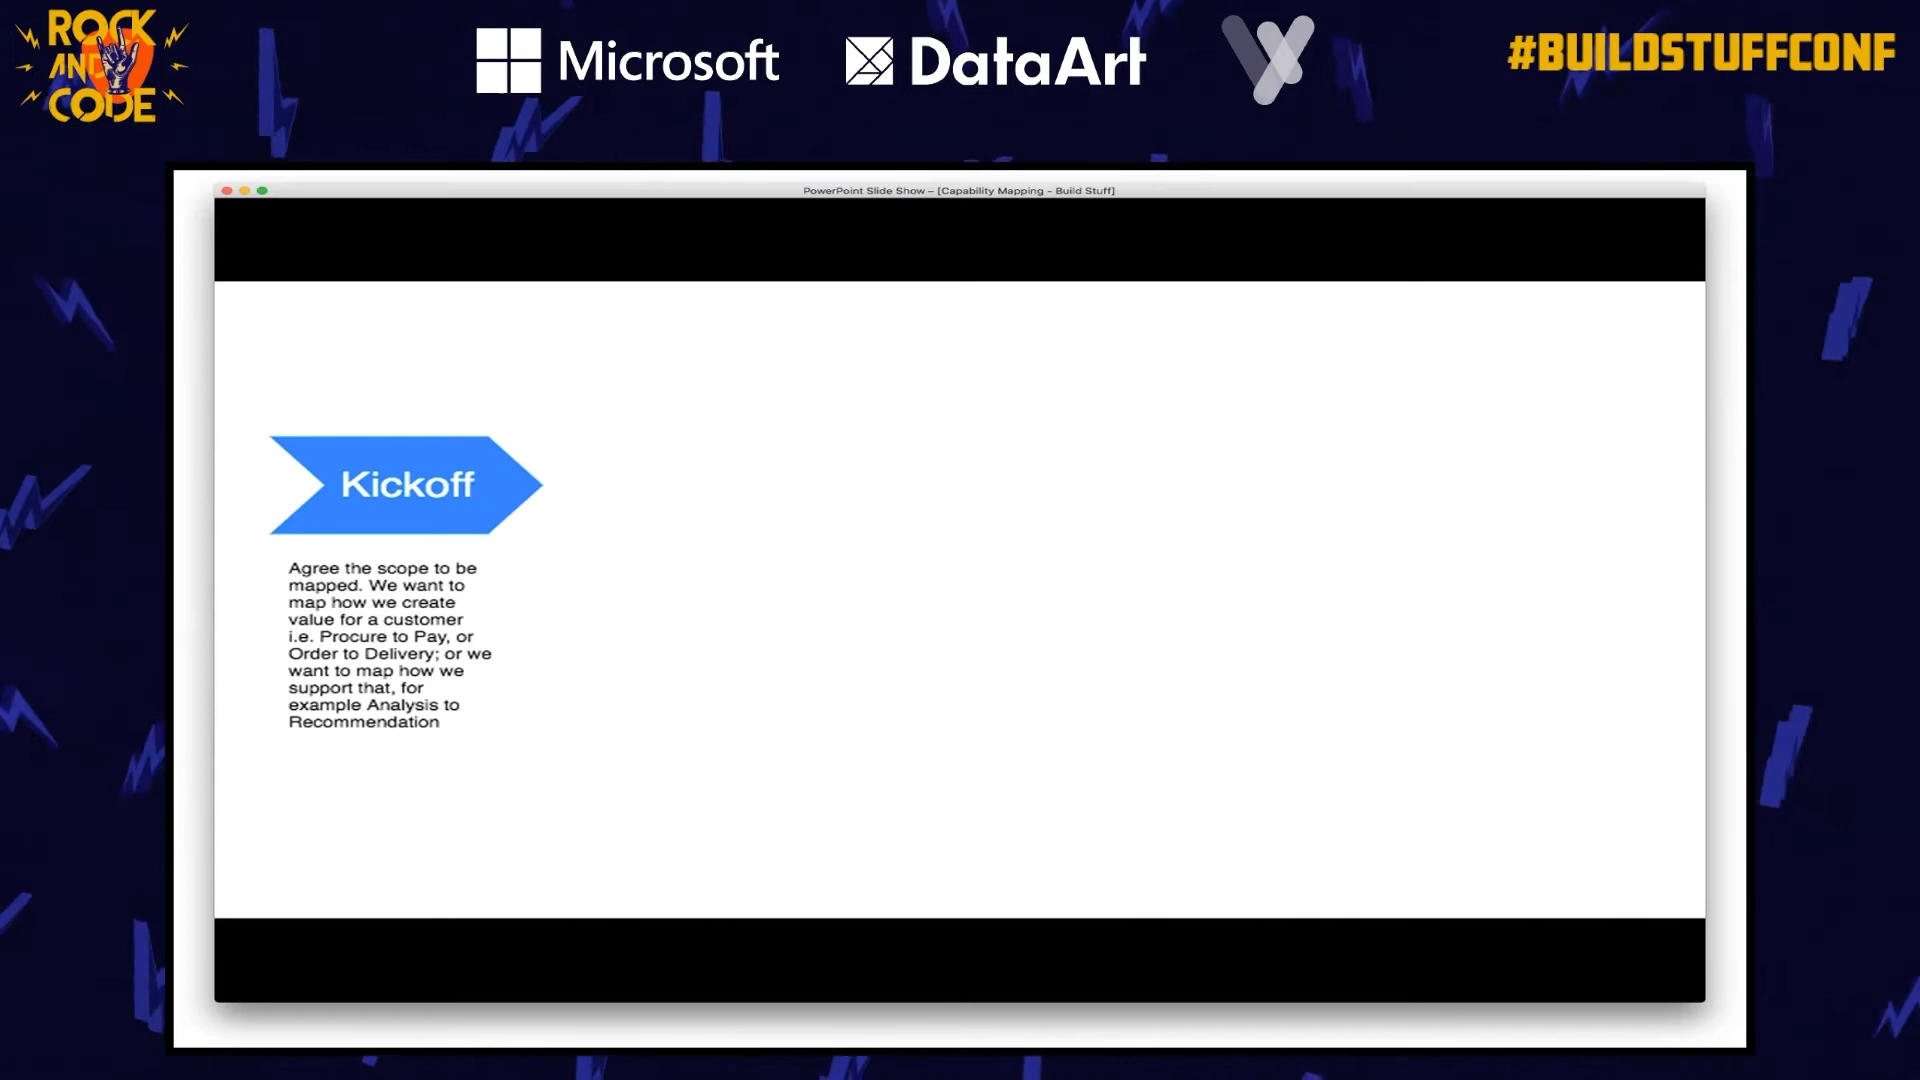 ROCK
AND
CODE
Microsoft
DataArt
#BUILDSTUFFCONF
PowerPoint Slide Show – [Capability Mapping - Build Stuff]
Kickoff
Agree the scope to be
mapped. We want to
map how we create
value for a customer
i.e. Procure to Pay, or
Order to Delivery; or we
want to map how we
support that, for
example Analysis to
Recommendation